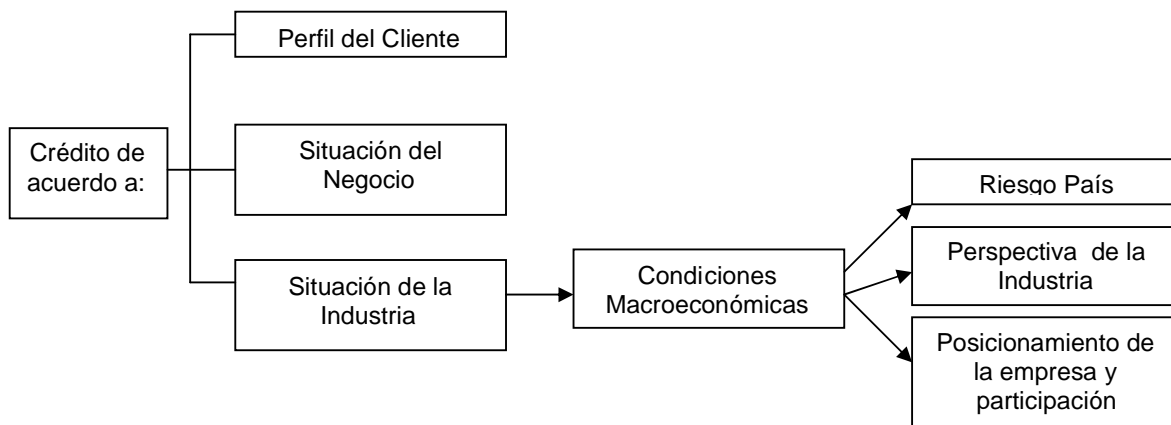 Perfil del Cliente
Crédito de
acuerdo a:
Situación del
Negocio
Situación de la
Industria
Condiciones
Macroeconómicas
Riesgo País
Perspectiva de la
Industria
Posicionamiento de
la empresa y
participación